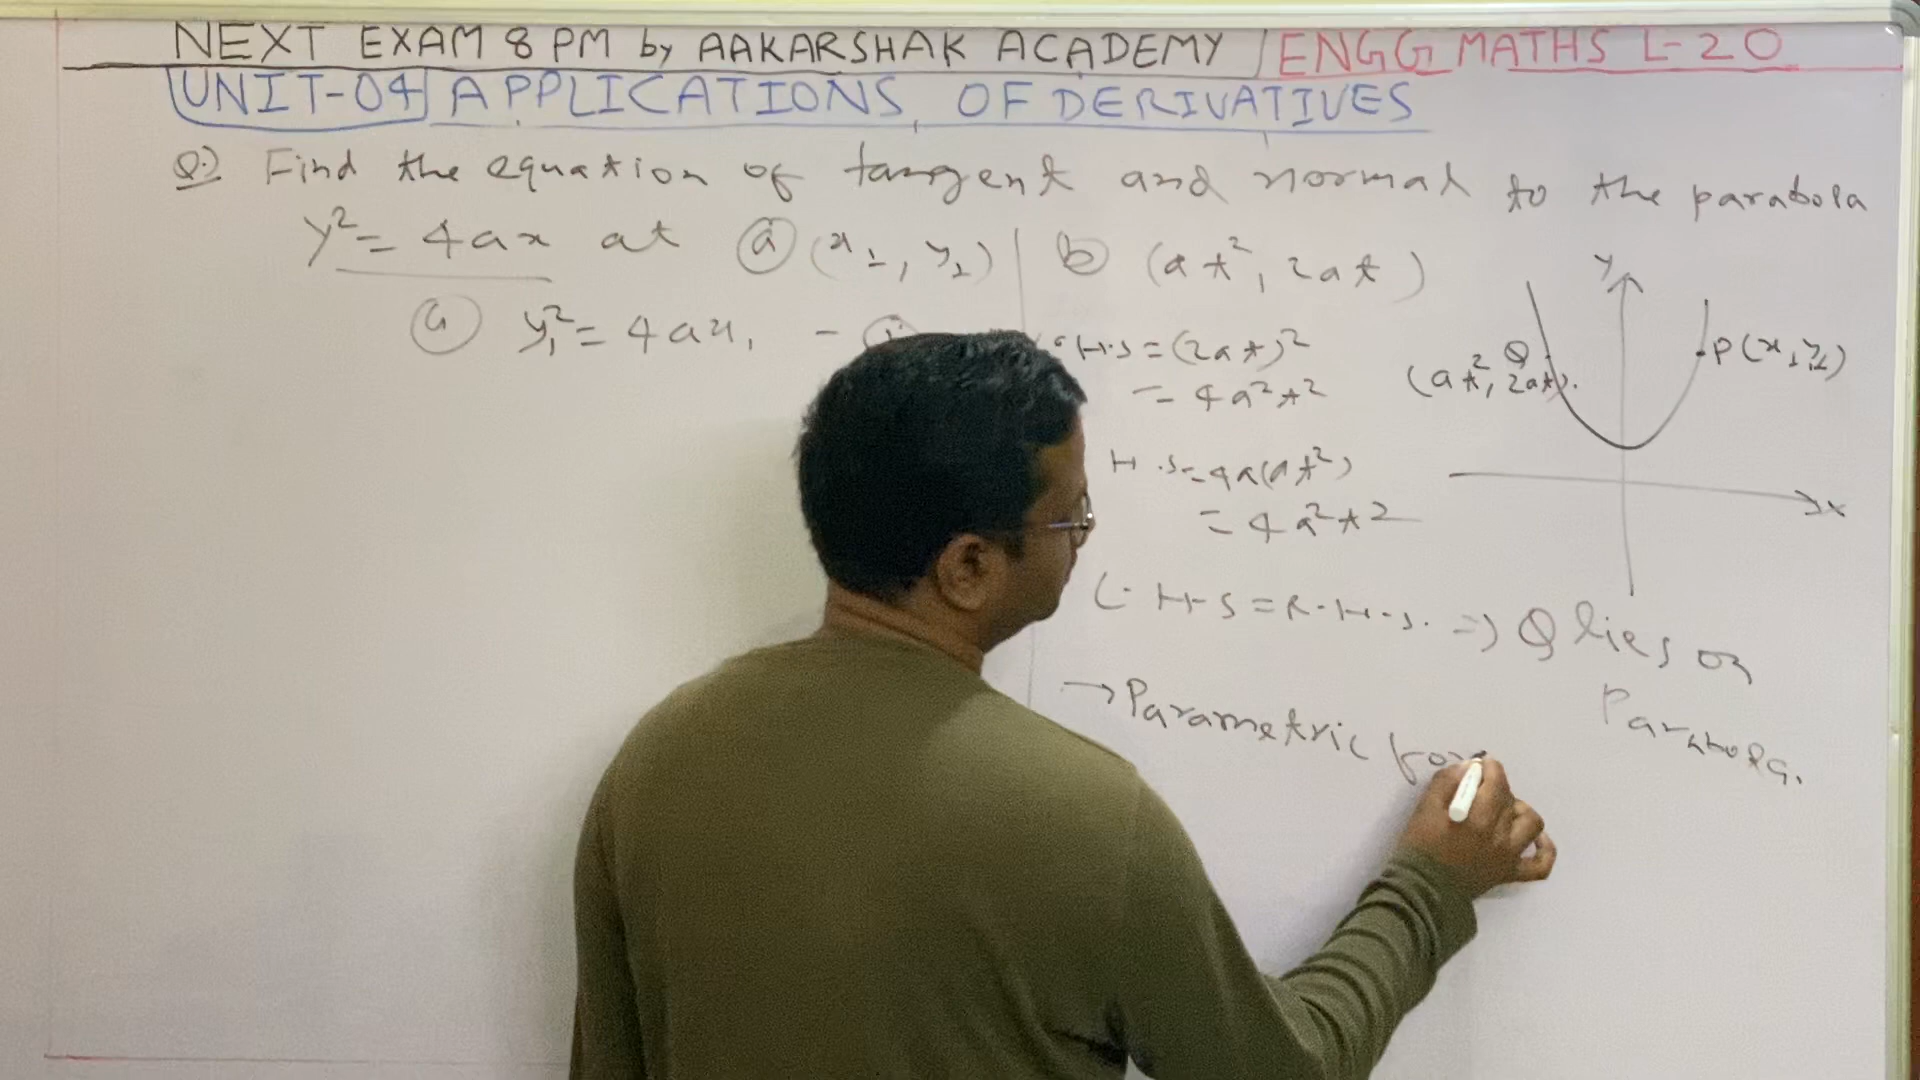 NEXT EXAM 8 PM by AAKARSHAK ACADEMY ENGG MATHS L-20
UNIT-04 APPLICATIONS OF DERIVATIVES
Q.) Find the equation of tangent and normal to the parabola
y² = 4ax at (a) (x₁, y₁) (b) (at², 2at)
(a) y₁² = 4ax₁ -
H.S = (2at)²
= 4a²t²
H.S = 4a(at²)
= 4a²t²
L.H.S = R.H.S. ⇒ Q lies on
Parabola.
→ Parametric for
y
Q
(at², 2at).
P(x₁, y₁)
x